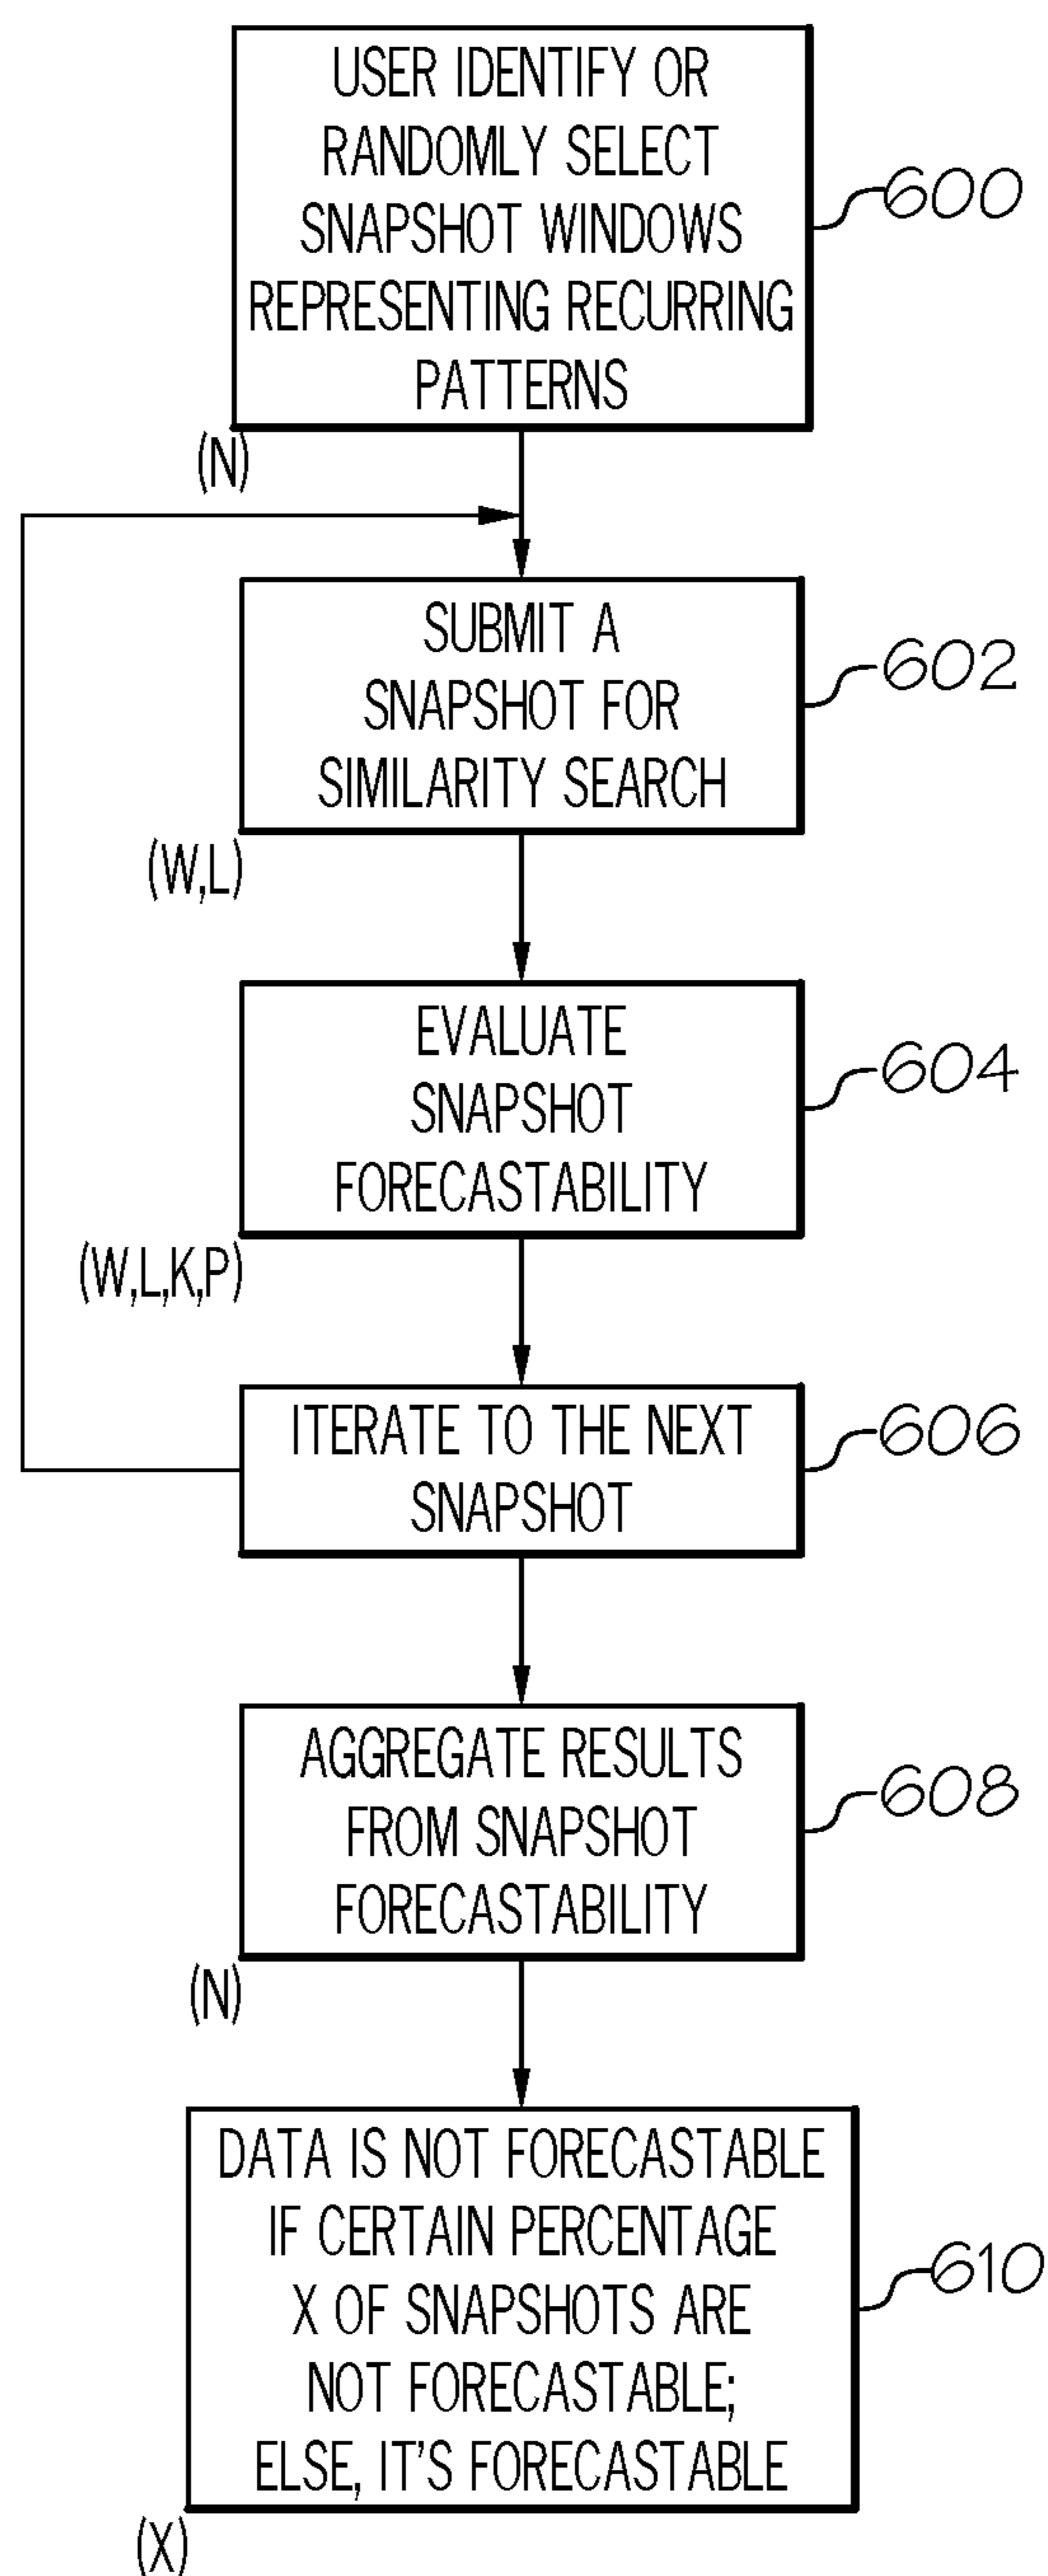 USER IDENTIFY OR
RANDOMLY SELECT
SNAPSHOT WINDOWS
REPRESENTING RECURRING
PATTERNS
600
(N)
SUBMIT A
SNAPSHOT FOR
SIMILARITY SEARCH
602
(W,L)
EVALUATE
SNAPSHOT
FORECASTABILITY
604
(W,L,K,P)
ITERATE TO THE NEXT
SNAPSHOT
606
AGGREGATE RESULTS
FROM SNAPSHOT
FORECASTABILITY
608
(N)
DATA IS NOT FORECASTABLE
IF CERTAIN PERCENTAGE
X OF SNAPSHOTS ARE
NOT FORECASTABLE;
ELSE, IT'S FORECASTABLE
610
(X)